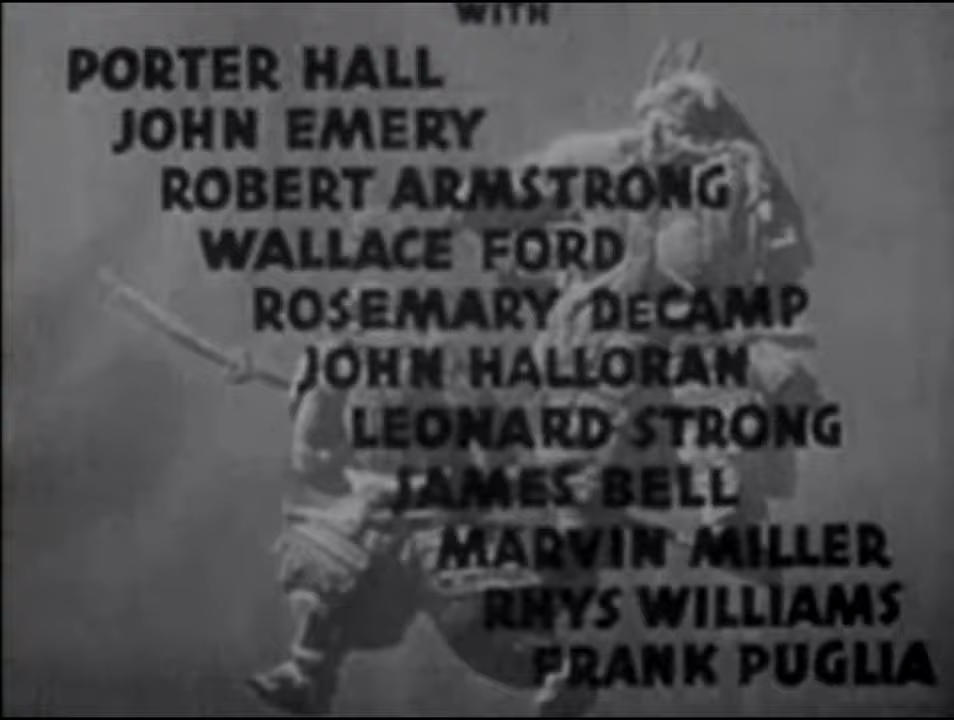 WITH
PORTER HALL
JOHN EMERY
ROBERT ARMSTRONG
WALLACE FORD
ROSEMARY DECAMP
JOHN HALLORAN
LEONARD STRONG
JAMES BELL
MARVIN MILLER
RHYS WILLIAMS
FRANK PUGLIA